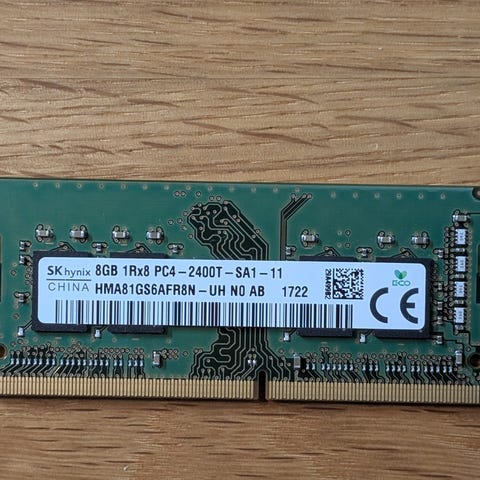 SK hynix 8GB 1Rx8 PC4-2400T-SA1-11
CHINA HMA81GS6AFR8N-UH N0 AB 1722
ECO
CE